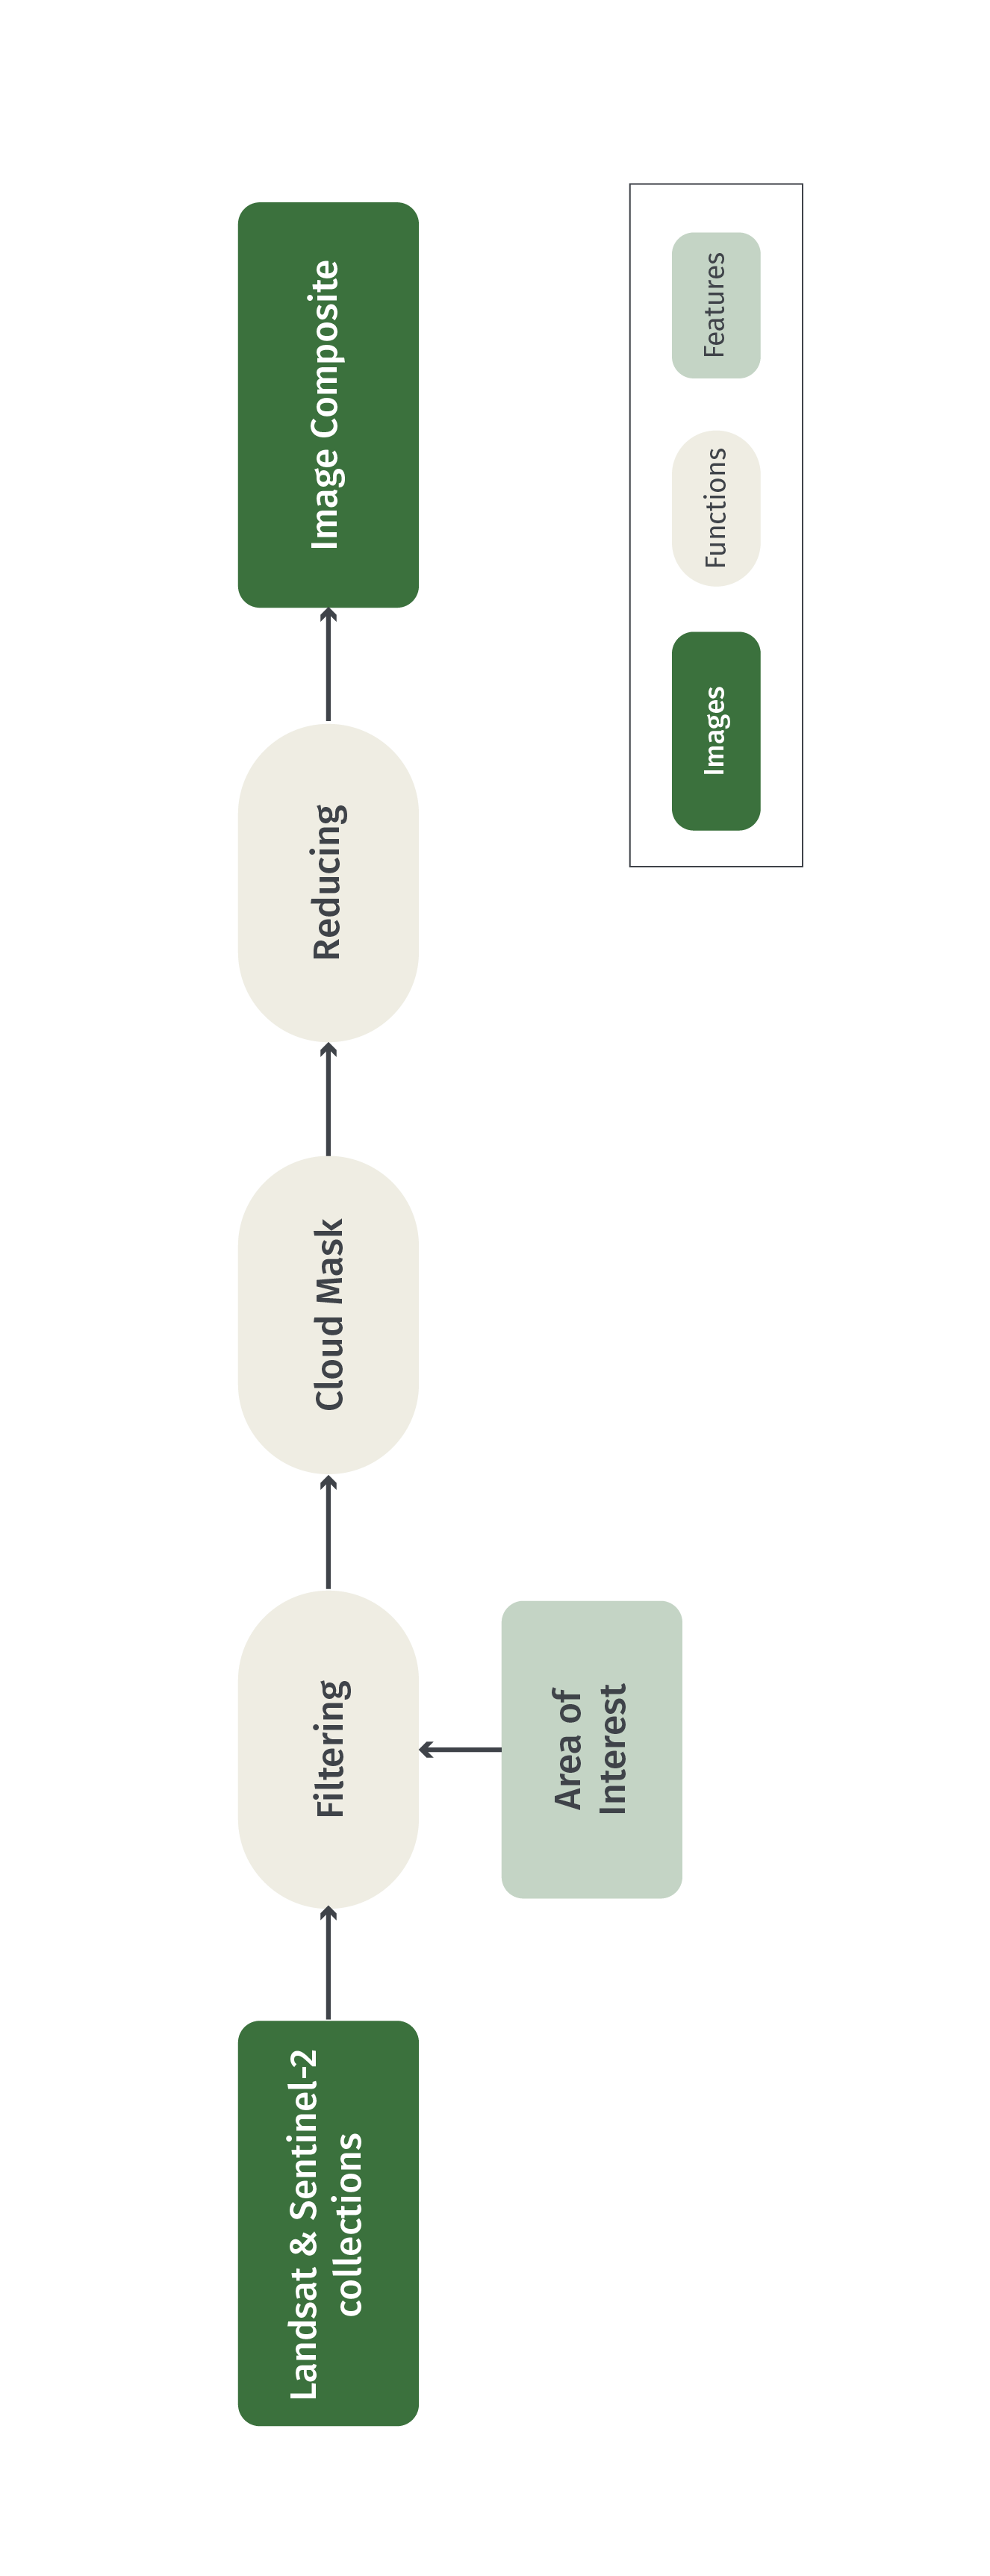 Landsat & Sentinel-2
collections
Filtering
Cloud Mask
Reducing
Image Composite
Area of
Interest
Images
Functions
Features